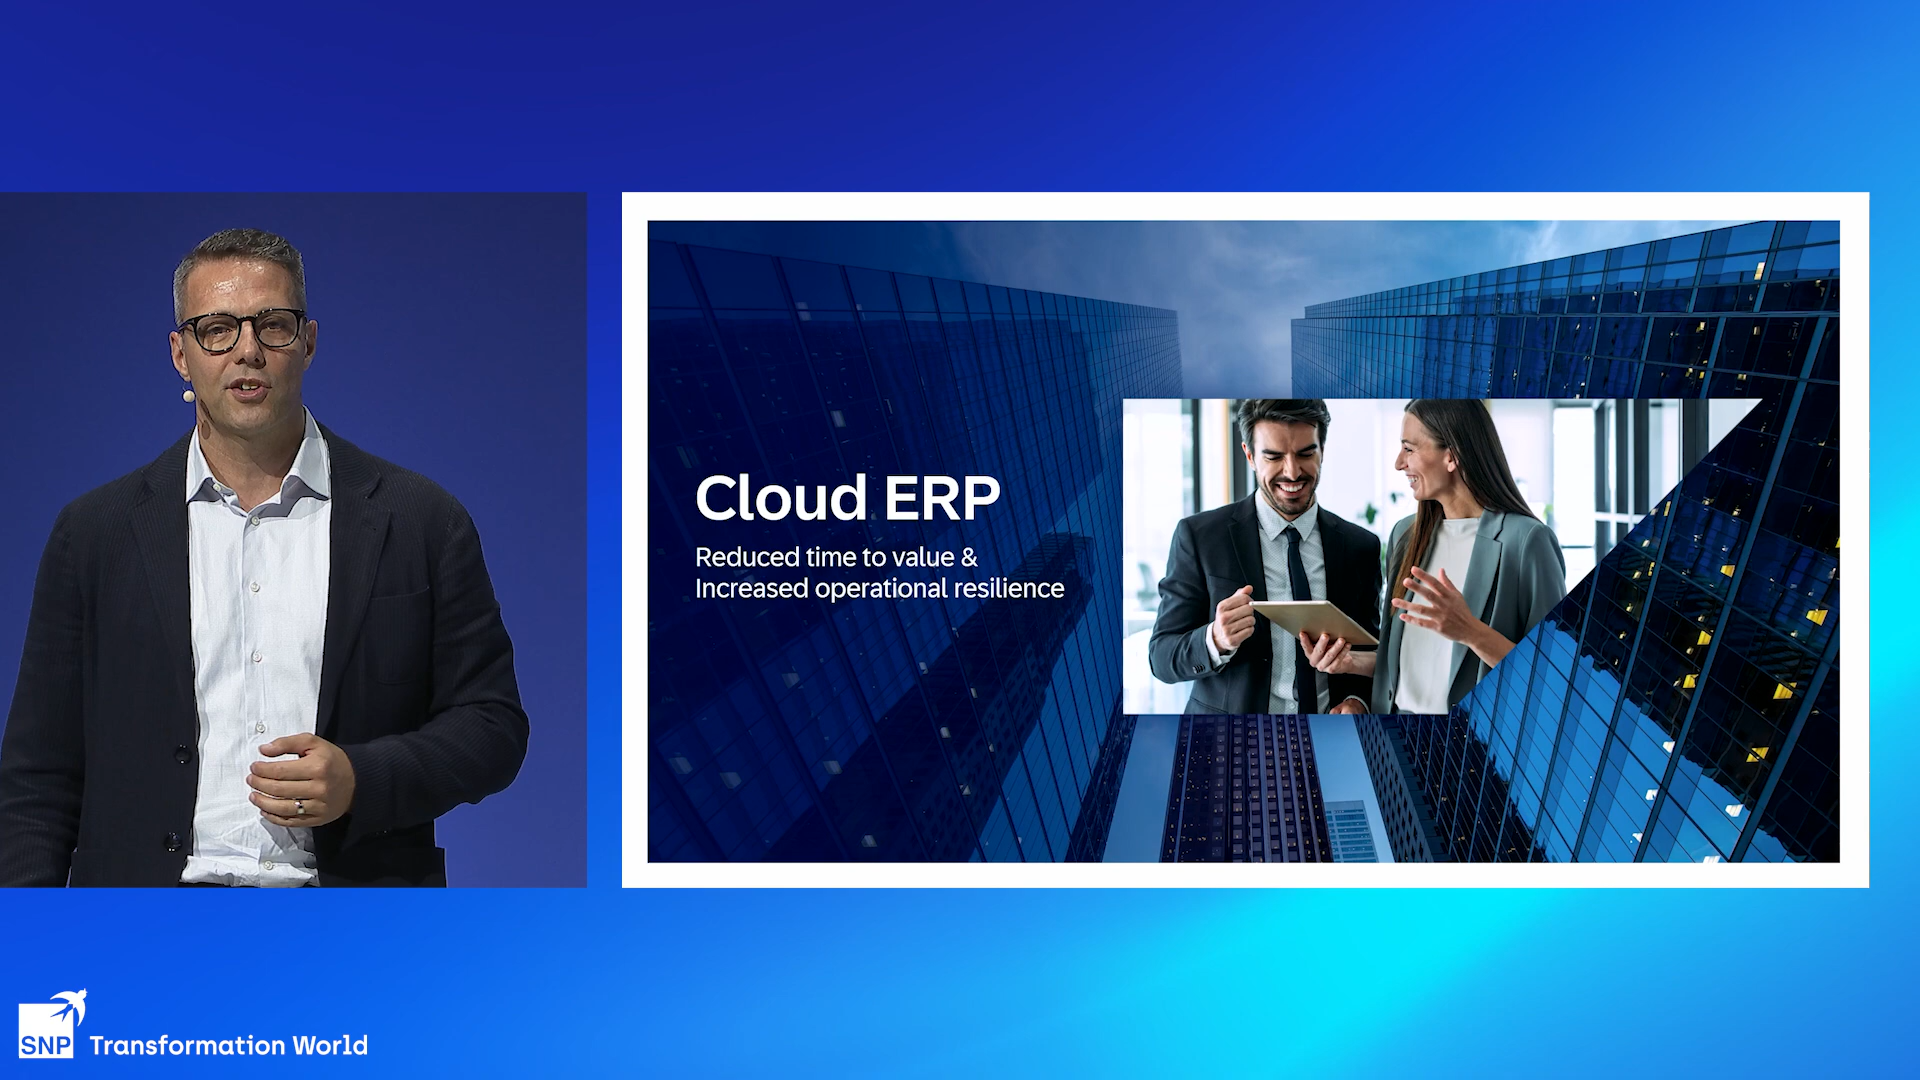 Cloud ERP
Reduced time to value &
Increased operational resilience
SNP Transformation World